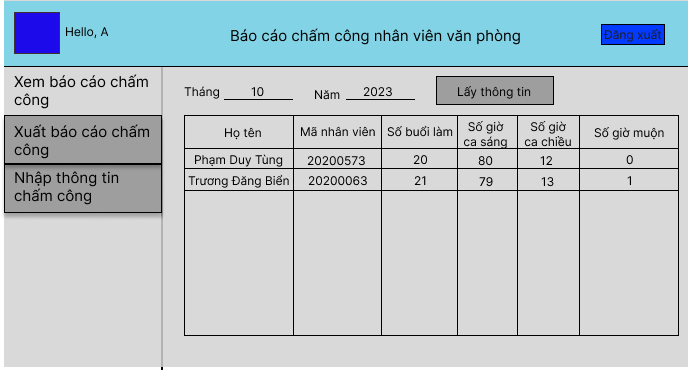 Hello, A
Báo cáo chấm công nhân viên văn phòng
Đăng xuất
Xem báo cáo chấm
công
Xuất báo cáo chấm
công
Nhập thông tin
chấm công
Tháng 10 Năm 2023 Lấy thông tin
Họ tên Mã nhân viên Số buổi làm Số giờ ca sáng Số giờ ca chiều Số giờ muộn
Phạm Duy Tùng 20200573 20 80 12 0
Trương Đăng Biển 20200063 21 79 13 1